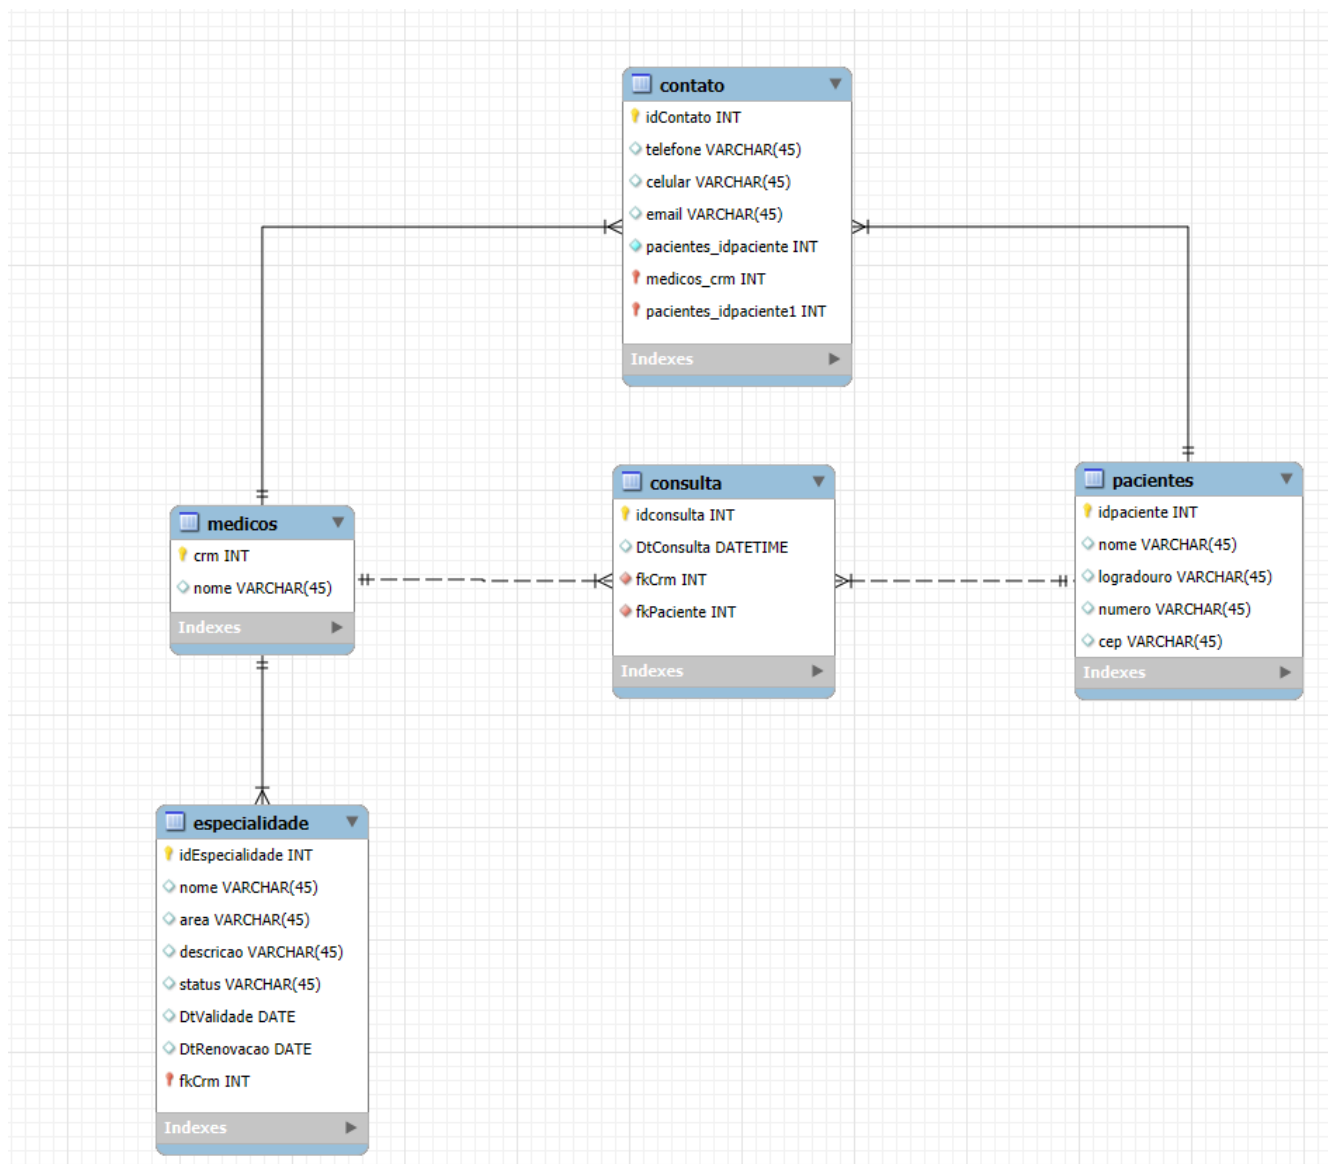 contato
idContato INT
telefone VARCHAR(45)
celular VARCHAR(45)
email VARCHAR(45)
pacientes_idpaciente INT
medicos_crm INT
pacientes_idpaciente1 INT
Indexes
medicos
crm INT
nome VARCHAR(45)
Indexes
consulta
idconsulta INT
DtConsulta DATETIME
fkCrm INT
fkPaciente INT
Indexes
pacientes
idpaciente INT
nome VARCHAR(45)
logradouro VARCHAR(45)
numero VARCHAR(45)
cep VARCHAR(45)
Indexes
especialidade
idEspecialidade INT
nome VARCHAR(45)
area VARCHAR(45)
descricao VARCHAR(45)
status VARCHAR(45)
DtValidade DATE
DtRenovacao DATE
fkCrm INT
Indexes